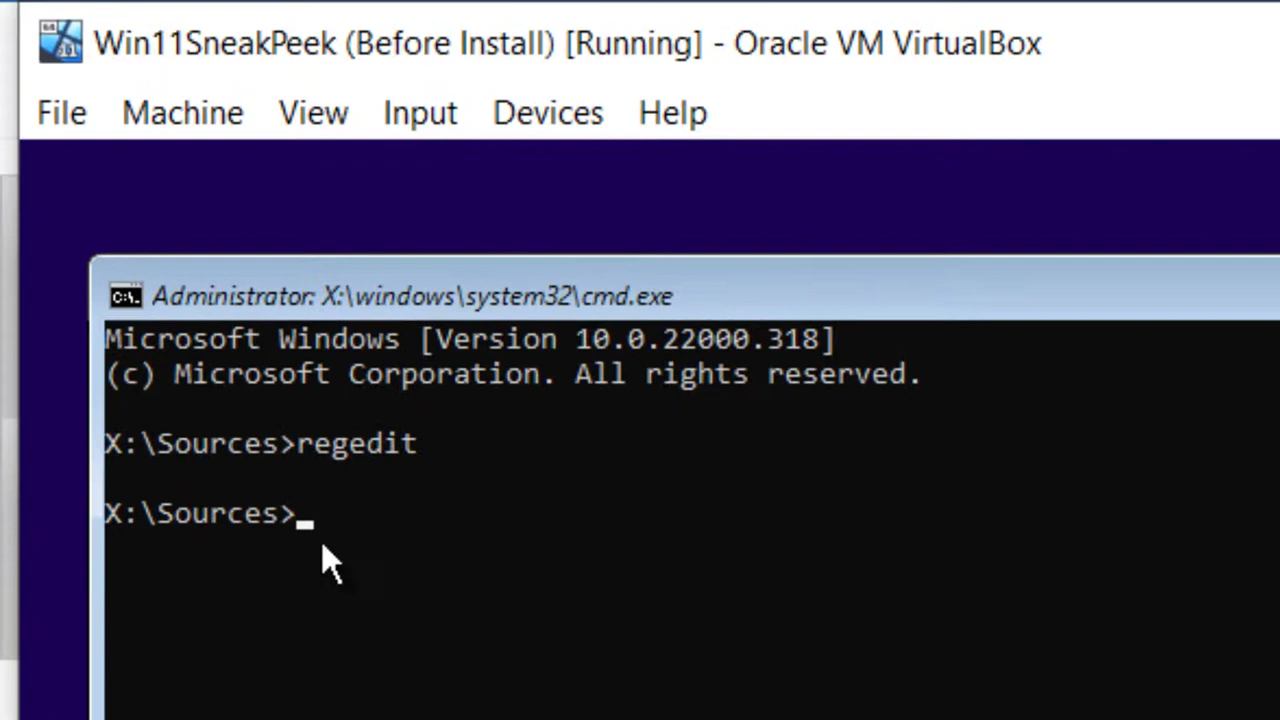 Win11SneakPeek (Before Install) [Running] - Oracle VM VirtualBox
File Machine View Input Devices Help
Administrator: X:\windows\system32\cmd.exe
Microsoft Windows [Version 10.0.22000.318]
(c) Microsoft Corporation. All rights reserved.
X:\Sources>regedit
X:\Sources>